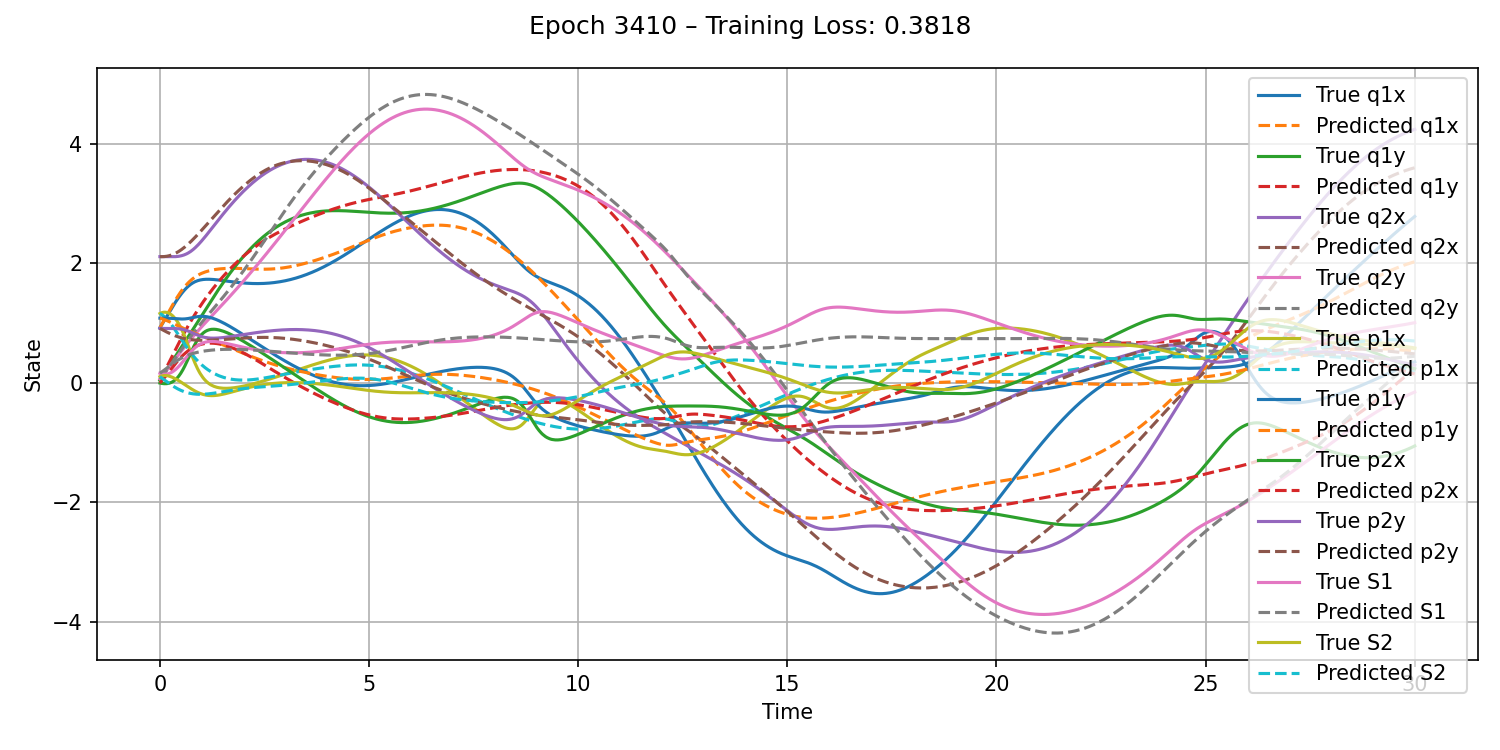 Epoch 3410 – Training Loss: 0.3818
State
4
2
0
−2
−4
0
5
10
15
20
25
30
Time
True q1x
Predicted q1x
True q1y
Predicted q1y
True q2x
Predicted q2x
True q2y
Predicted q2y
True p1x
Predicted p1x
True p1y
Predicted p1y
True p2x
Predicted p2x
True p2y
Predicted p2y
True S1
Predicted S1
True S2
Predicted S2